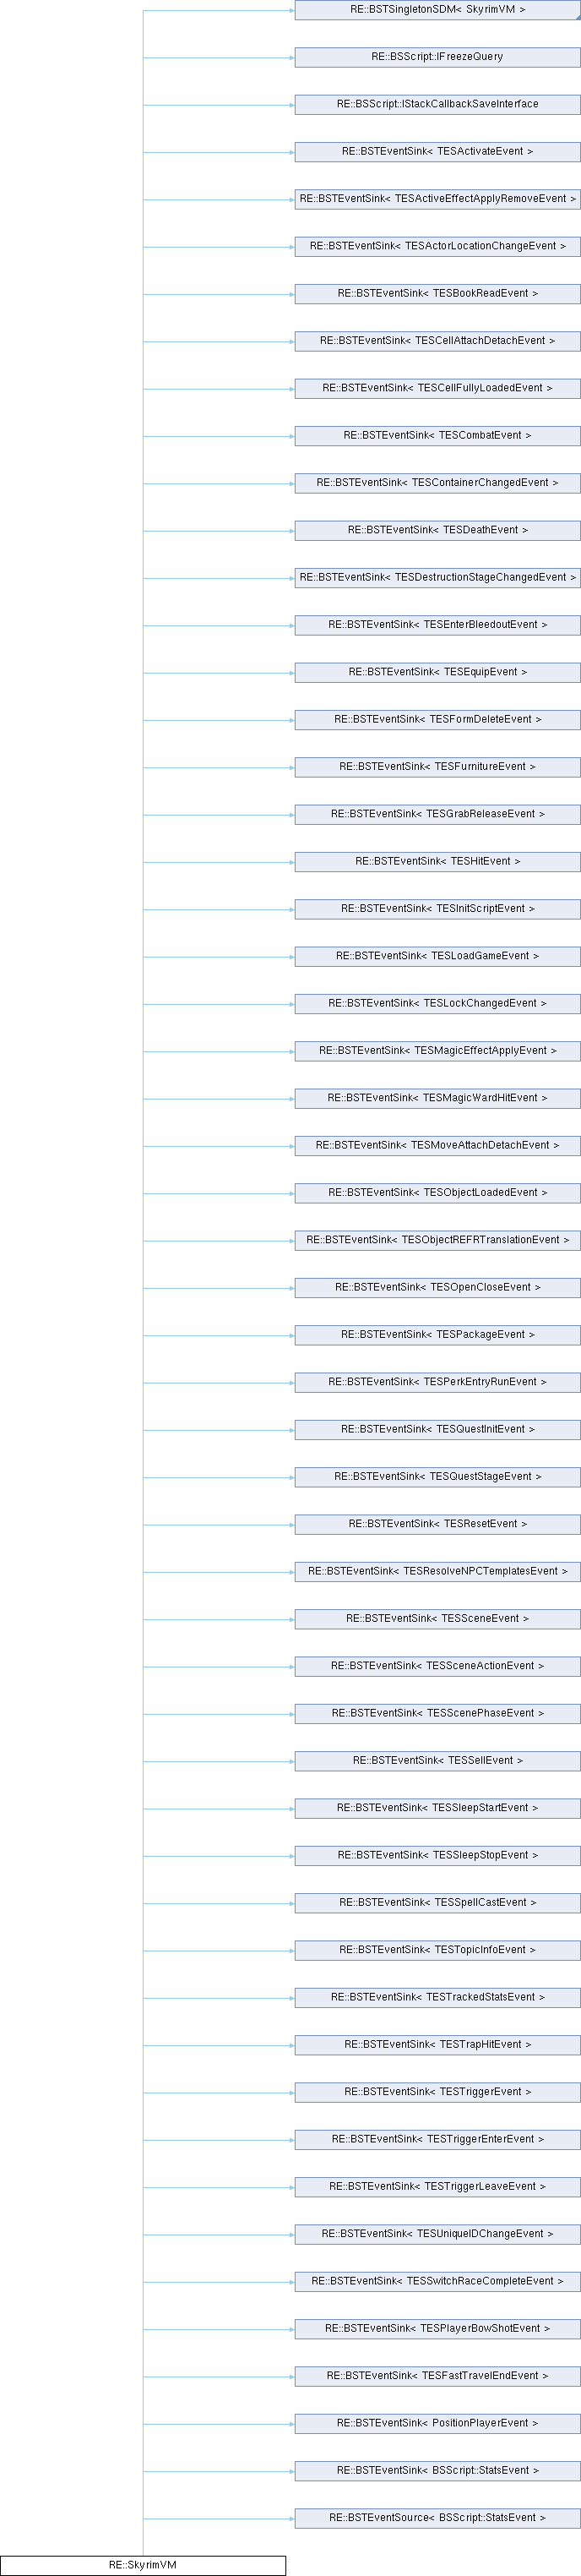 RE::BSTSingletonSDM< SkyrimVM >
RE::BSScript::IFreezeQuery
RE::BSScript::IStackCallbackSaveInterface
RE::BSTEventSink< TESActivateEvent >
RE::BSTEventSink< TESActiveEffectApplyRemoveEvent >
RE::BSTEventSink< TESActorLocationChangeEvent >
RE::BSTEventSink< TESBookReadEvent >
RE::BSTEventSink< TESCellAttachDetachEvent >
RE::BSTEventSink< TESCellFullyLoadedEvent >
RE::BSTEventSink< TESCombatEvent >
RE::BSTEventSink< TESContainerChangedEvent >
RE::BSTEventSink< TESDeathEvent >
RE::BSTEventSink< TESDestructionStageChangedEvent >
RE::BSTEventSink< TESEnterBleedoutEvent >
RE::BSTEventSink< TESEquipEvent >
RE::BSTEventSink< TESFormDeleteEvent >
RE::BSTEventSink< TESFurnitureEvent >
RE::BSTEventSink< TESGrabReleaseEvent >
RE::BSTEventSink< TESHitEvent >
RE::BSTEventSink< TESInitScriptEvent >
RE::BSTEventSink< TESLoadGameEvent >
RE::BSTEventSink< TESLockChangedEvent >
RE::BSTEventSink< TESMagicEffectApplyEvent >
RE::BSTEventSink< TESMagicWardHitEvent >
RE::BSTEventSink< TESMoveAttachDetachEvent >
RE::BSTEventSink< TESObjectLoadedEvent >
RE::BSTEventSink< TESObjectREFRTranslationEvent >
RE::BSTEventSink< TESOpenCloseEvent >
RE::BSTEventSink< TESPackageEvent >
RE::BSTEventSink< TESPerkEntryRunEvent >
RE::BSTEventSink< TESQuestInitEvent >
RE::BSTEventSink< TESQuestStageEvent >
RE::BSTEventSink< TESResetEvent >
RE::BSTEventSink< TESResolveNPCTemplatesEvent >
RE::BSTEventSink< TESSceneEvent >
RE::BSTEventSink< TESSceneActionEvent >
RE::BSTEventSink< TESScenePhaseEvent >
RE::BSTEventSink< TESSellEvent >
RE::BSTEventSink< TESSleepStartEvent >
RE::BSTEventSink< TESSleepStopEvent >
RE::BSTEventSink< TESSpellCastEvent >
RE::BSTEventSink< TESTopicInfoEvent >
RE::BSTEventSink< TESTrackedStatsEvent >
RE::BSTEventSink< TESTrapHitEvent >
RE::BSTEventSink< TESTriggerEvent >
RE::BSTEventSink< TESTriggerEnterEvent >
RE::BSTEventSink< TESTriggerLeaveEvent >
RE::BSTEventSink< TESUniqueIDChangeEvent >
RE::BSTEventSink< TESSwitchRaceCompleteEvent >
RE::BSTEventSink< TESPlayerBowShotEvent >
RE::BSTEventSink< TESFastTravelEndEvent >
RE::BSTEventSink< PositionPlayerEvent >
RE::BSTEventSink< BSScript::StatsEvent >
RE::BSTEventSource< BSScript::StatsEvent >
RE::SkyrimVM